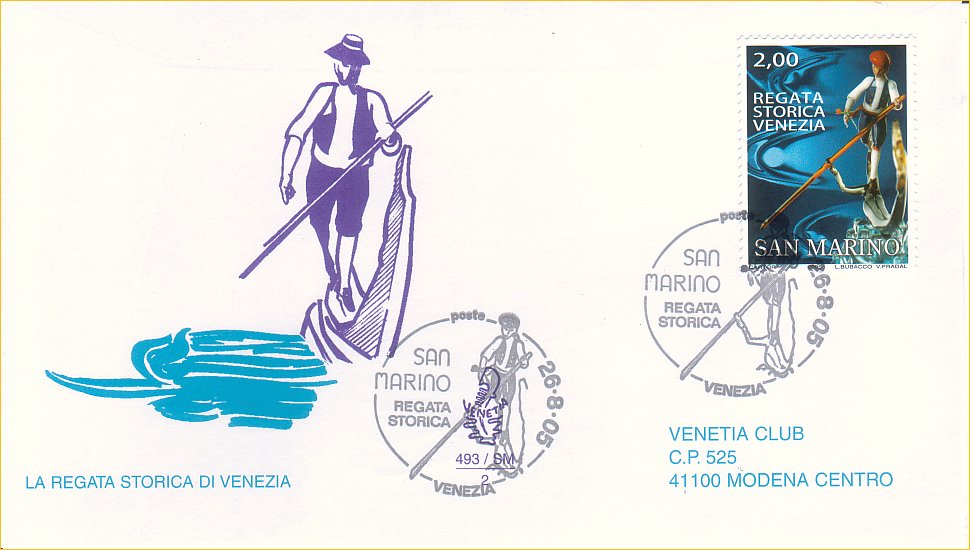 2,00
REGATA
STORICA
VENEZIA
SAN MARINO
L. BUBACCO V. PRADAL
poste
SAN
MARINO
REGATA
STORICA
VENEZIA
26·8·05
poste
SAN
MARINO
REGATA
STORICA
VENEZIA
26·8·05
VENETIA
493 / SM
2
LA REGATA STORICA DI VENEZIA
VENETIA CLUB
C.P. 525
41100 MODENA CENTRO